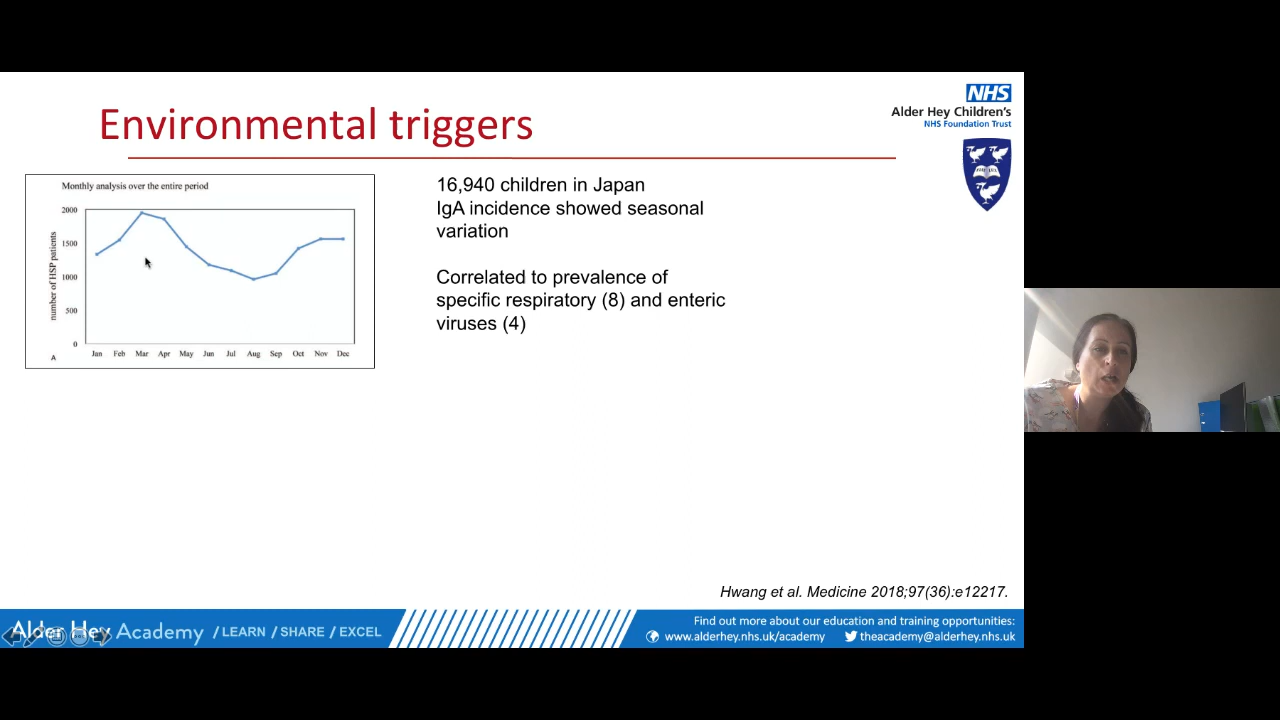 Environmental triggers
NHS
Alder Hey Children's
NHS Foundation Trust
Monthly analysis over the entire period
number of HSP patients
2000
1500
1000
500
0
Jan Feb Mar Apr May Jun Jul Aug Sep Oct Nov Dec
A
16,940 children in Japan
IgA incidence showed seasonal
variation
Correlated to prevalence of
specific respiratory (8) and enteric
viruses (4)
Hwang et al. Medicine 2018;97(36):e12217.
Alder Hey Academy / LEARN / SHARE / EXCEL
Find out more about our education and training opportunities:
www.alderhey.nhs.uk/academy theacademy@alderhey.nhs.uk